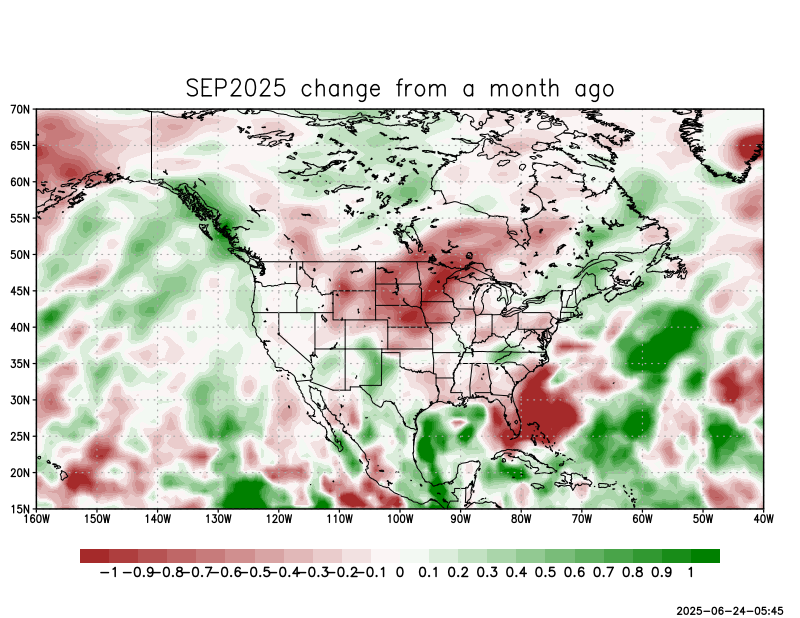 SEP2025 change from a month ago
70N
65N
60N
55N
50N
45N
40N
35N
30N
25N
20N
15N
160W 150W 140W 130W 120W 110W 100W 90W 80W 70W 60W 50W 40W
-1 -0.9 -0.8 -0.7 -0.6 -0.5 -0.4 -0.3 -0.2 -0.1 0 0.1 0.2 0.3 0.4 0.5 0.6 0.7 0.8 0.9 1
2025-06-24-05:45